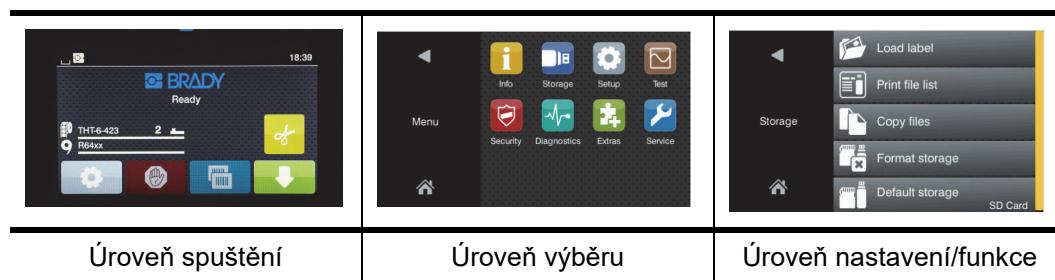 18:39
BRADY
Ready
THT-6-423 2
R64xx
Menu
Info Storage Setup Test
Security Diagnostics Extras Service
Storage
Load label
Print file list
Copy files
Format storage
Default storage
SD Card
Úroveň spuštění
Úroveň výběru
Úroveň nastavení/funkce